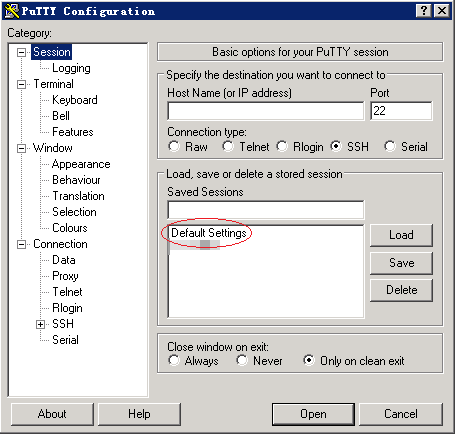 PuTTY Configuration
Category:
Session
Logging
Terminal
Keyboard
Bell
Features
Window
Appearance
Behaviour
Translation
Selection
Colours
Connection
Data
Proxy
Telnet
Rlogin
SSH
Serial
Basic options for your PuTTY session
Specify the destination you want to connect to
Host Name (or IP address) Port
22
Connection type:
Raw Telnet Rlogin SSH Serial
Load, save or delete a stored session
Saved Sessions
Default Settings
Load
Save
Delete
Close window on exit:
Always Never Only on clean exit
About Help Open Cancel